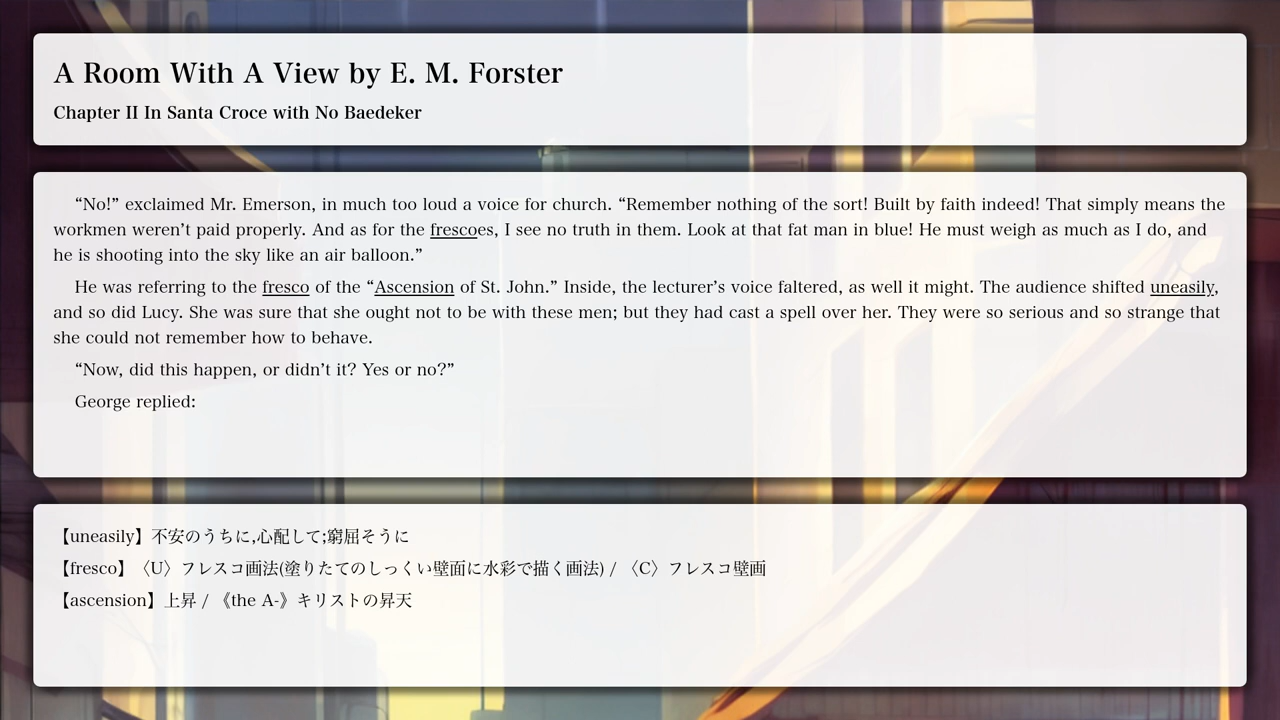 A Room With A View by E. M. Forster
Chapter II In Santa Croce with No Baedeker
“No!” exclaimed Mr. Emerson, in much too loud a voice for church. “Remember nothing of the sort! Built by faith indeed! That simply means the
workmen weren’t paid properly. And as for the frescoes, I see no truth in them. Look at that fat man in blue! He must weigh as much as I do, and
he is shooting into the sky like an air balloon.”
He was referring to the fresco of the “Ascension of St. John.” Inside, the lecturer’s voice faltered, as well it might. The audience shifted uneasily,
and so did Lucy. She was sure that she ought not to be with these men; but they had cast a spell over her. They were so serious and so strange that
she could not remember how to behave.
“Now, did this happen, or didn’t it? Yes or no?”
George replied:
【uneasily】不安のうちに,心配して;窮屈そうに
【fresco】〈U〉フレスコ画法(塗りたてのしっくい壁面に水彩で描く画法) / 〈C〉フレスコ壁画
【ascension】上昇 / 《the A-》キリストの昇天